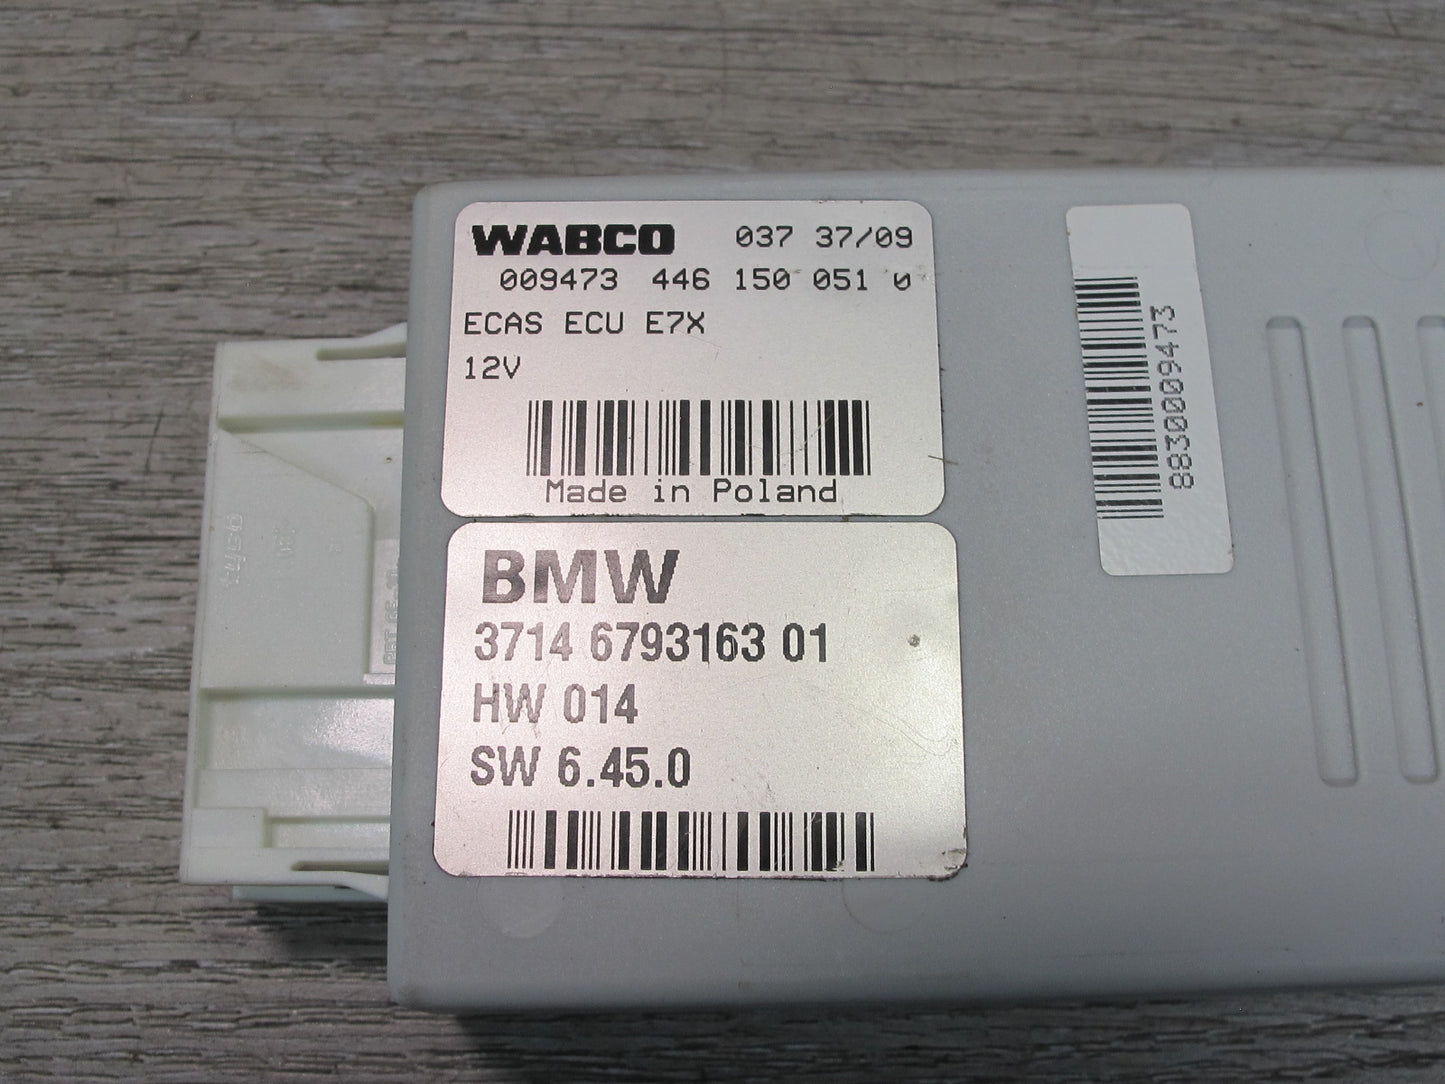 WABCO 037 37/09
009473 446 150 051 0
ECAS ECU E7X
12V
Made in Poland
BMW
3714 6793163 01
HW 014
SW 6.45.0
8830009473
tyco